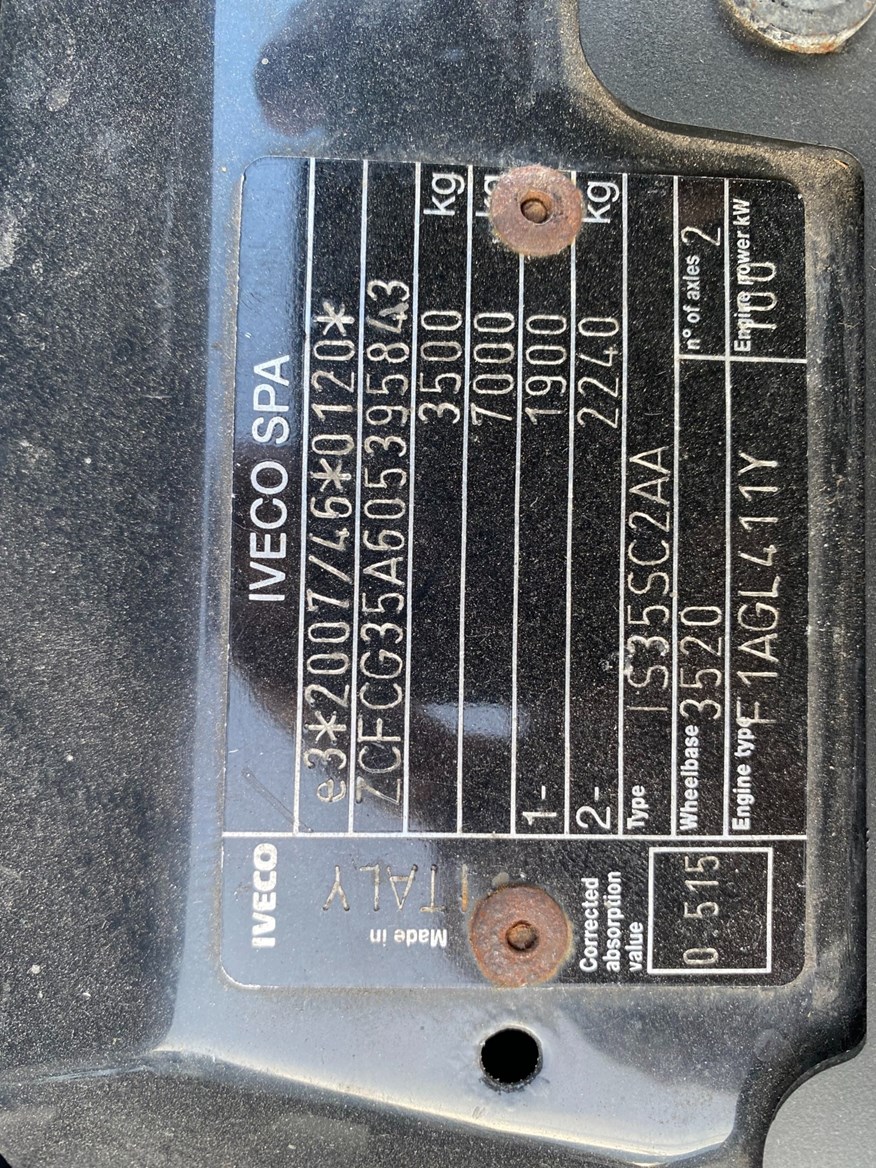 IVECO
IVECO SPA
e3*2007/46*0120*
ZCFCG35A605395843
3500 kg
7000 kg
1- 1900
2- 2240 kg
Type IS35SC2AA
Wheelbase 3520 n° of axles 2
Engine type F1AGL411Y Engine power kW 100
Made in ITALY
Corrected
absorption
value
0.515